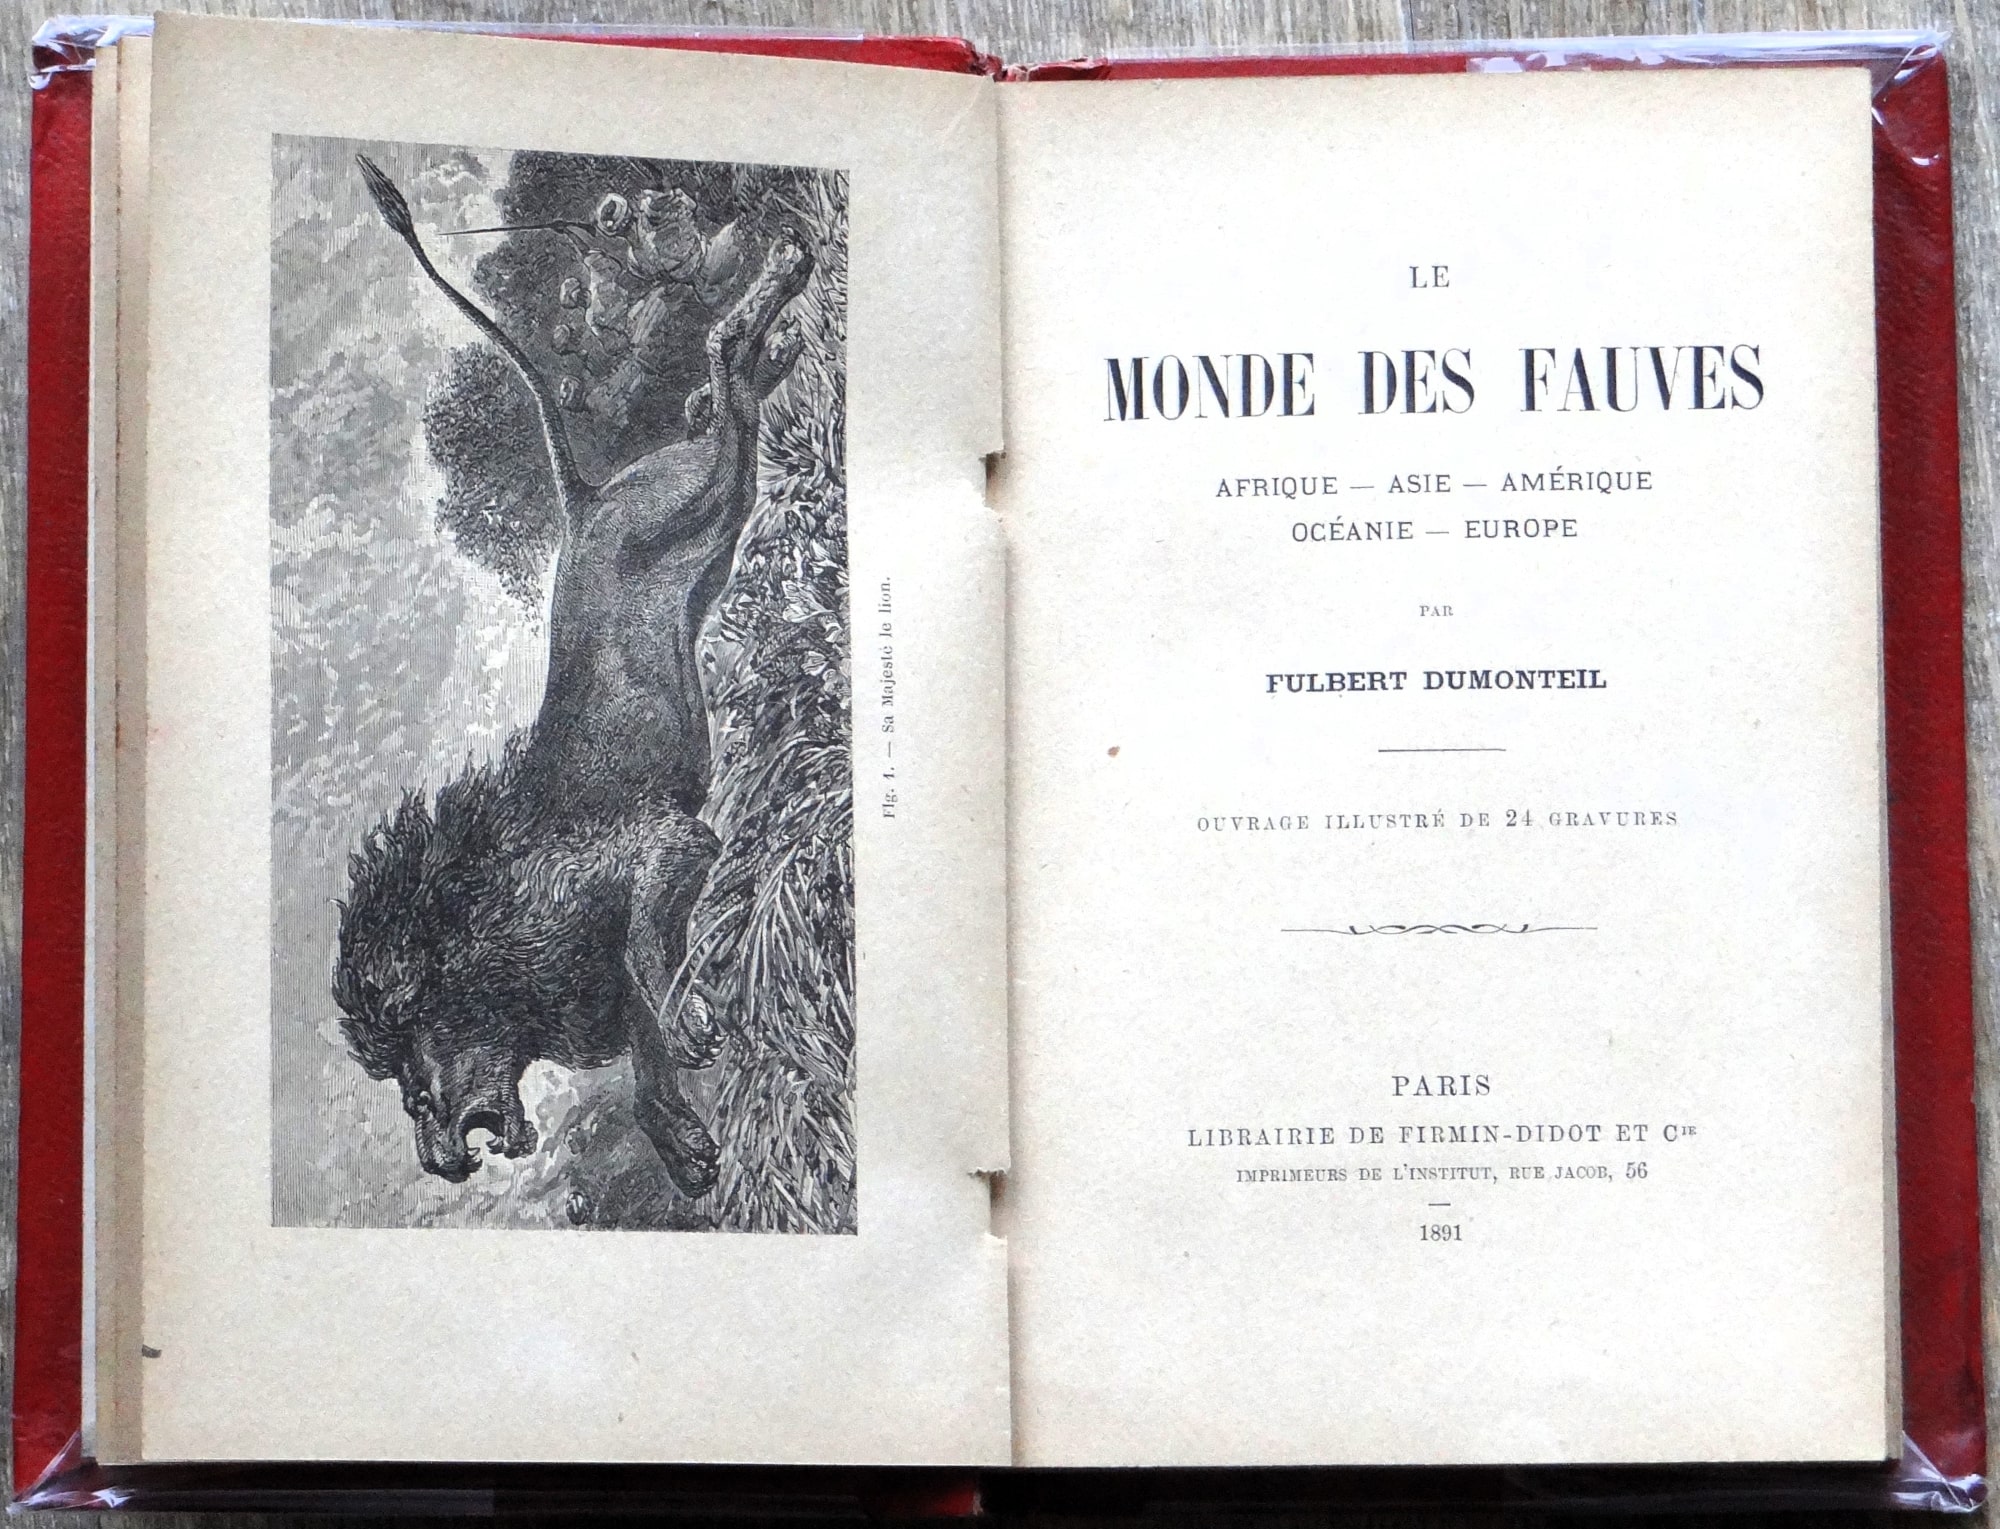 Fig. 1. — Sa Majesté le lion.
LE
MONDE DES FAUVES
AFRIQUE — ASIE — AMÉRIQUE
OCÉANIE — EUROPE
PAR
FULBERT DUMONTEIL
OUVRAGE ILLUSTRÉ DE 24 GRAVURES
PARIS
LIBRAIRIE DE FIRMIN-DIDOT ET CIE
IMPRIMEURS DE L'INSTITUT, RUE JACOB, 56
1891